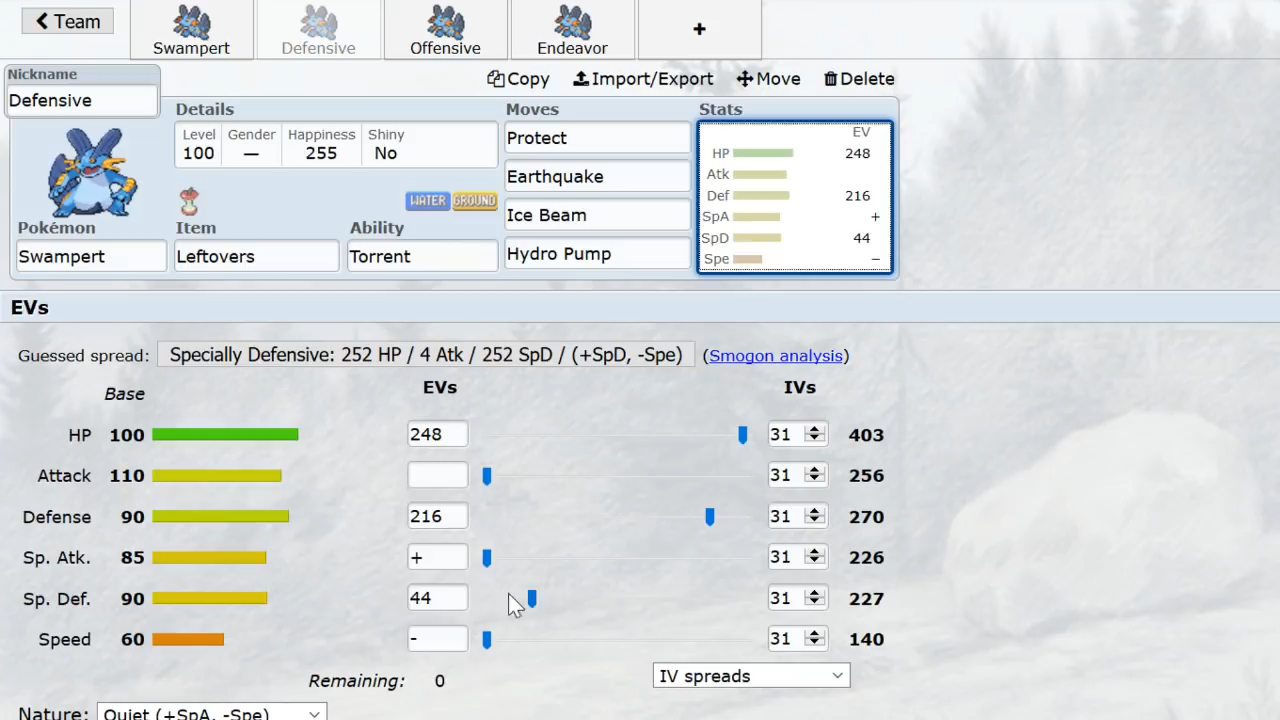 Team
Swampert
Defensive
Offensive
Endeavor
+
Nickname
Defensive
Copy
Import/Export
Move
Delete
Details
Level
100
Gender
—
Happiness
255
Shiny
No
WATER
GROUND
Pokémon
Swampert
Item
Leftovers
Ability
Torrent
Moves
Protect
Earthquake
Ice Beam
Hydro Pump
Stats
EV
HP 248
Atk
Def 216
SpA +
SpD 44
Spe −
EVs
Guessed spread: Specially Defensive: 252 HP / 4 Atk / 252 SpD / (+SpD, -Spe) (Smogon analysis)
Base EVs IVs
HP 100 248 31 403
Attack 110 31 256
Defense 90 216 31 270
Sp. Atk. 85 + 31 226
Sp. Def. 90 44 31 227
Speed 60 - 31 140
Remaining: 0
IV spreads
Nature: Quiet (+SpA, -Spe)